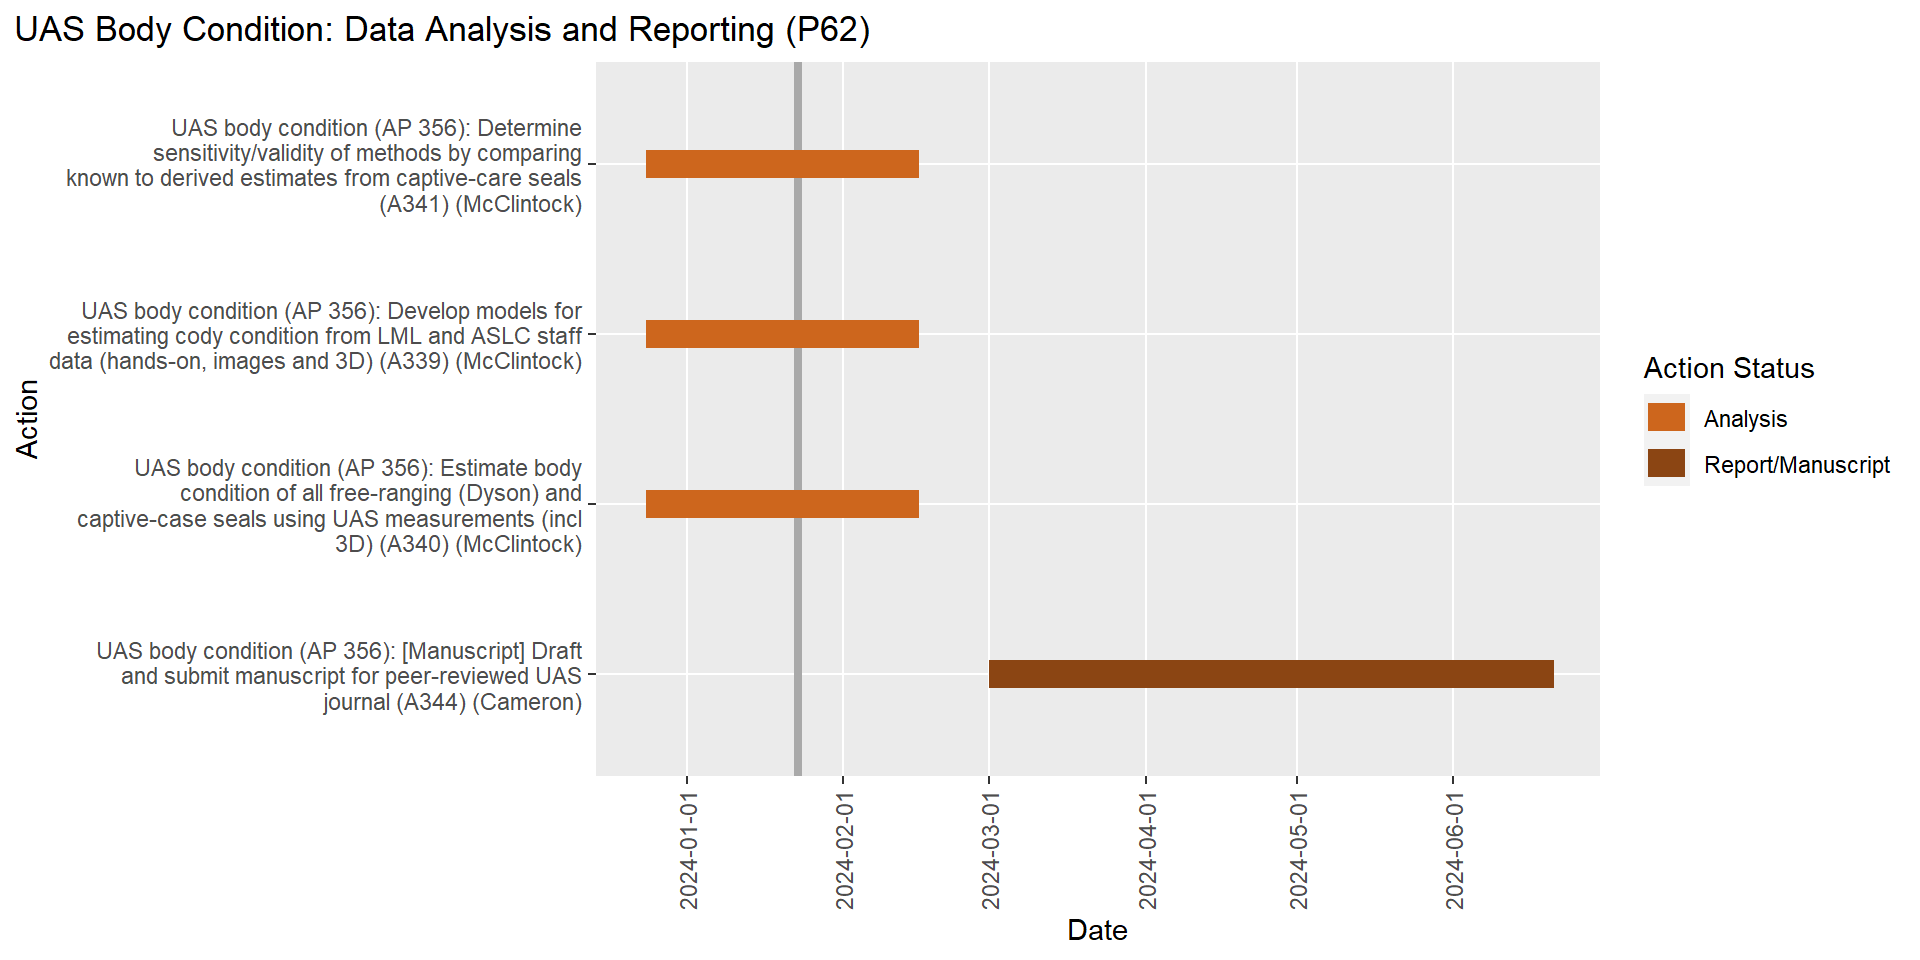 UAS Body Condition: Data Analysis and Reporting (P62)
UAS body condition (AP 356): Determine
sensitivity/validity of methods by comparing
known to derived estimates from captive-care seals
(A341) (McClintock)
UAS body condition (AP 356): Develop models for
estimating cody condition from LML and ASLC staff
data (hands-on, images and 3D) (A339) (McClintock)
UAS body condition (AP 356): Estimate body
condition of all free-ranging (Dyson) and
captive-case seals using UAS measurements (incl
3D) (A340) (McClintock)
UAS body condition (AP 356): [Manuscript] Draft
and submit manuscript for peer-reviewed UAS
journal (A344) (Cameron)
Action
2024-01-01
2024-02-01
2024-03-01
2024-04-01
2024-05-01
2024-06-01
Date
Action Status
Analysis
Report/Manuscript